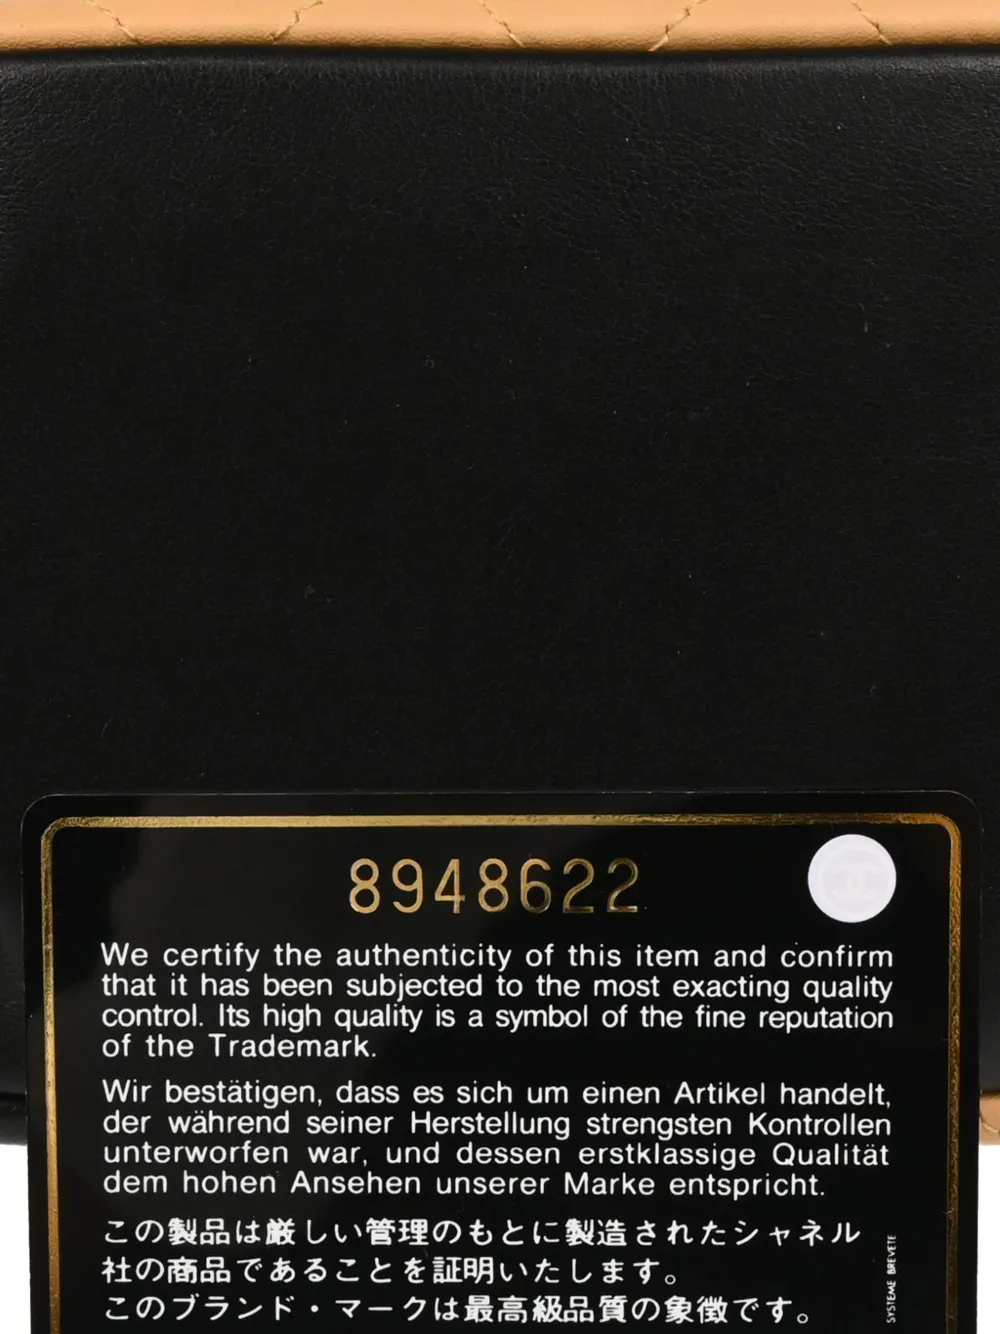 8948622
We certify the authenticity of this item and confirm
that it has been subjected to the most exacting quality
control. Its high quality is a symbol of the fine reputation
of the Trademark.
Wir bestätigen, dass es sich um einen Artikel handelt,
der während seiner Herstellung strengsten Kontrollen
unterworfen war, und dessen erstklassige Qualität
dem hohen Ansehen unserer Marke entspricht.
この製品は厳しい管理のもとに製造されたシャネル
社の商品であることを証明いたします。
このブランド・マークは最高級品質の象徴です。
SYSTEME BREVETE